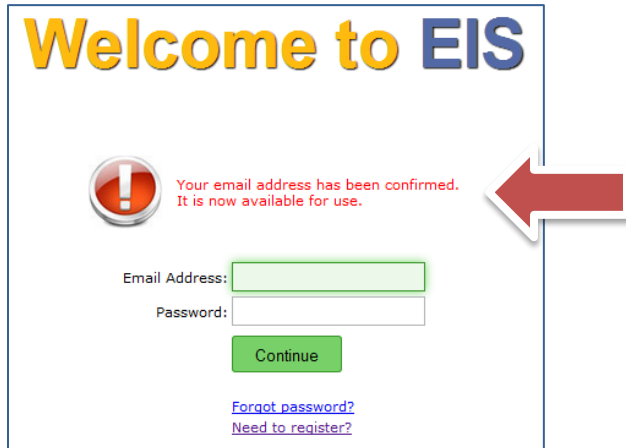 Welcome to EIS
Your email address has been confirmed.
It is now available for use.
Email Address:
Password:
Continue
Forgot password?
Need to register?